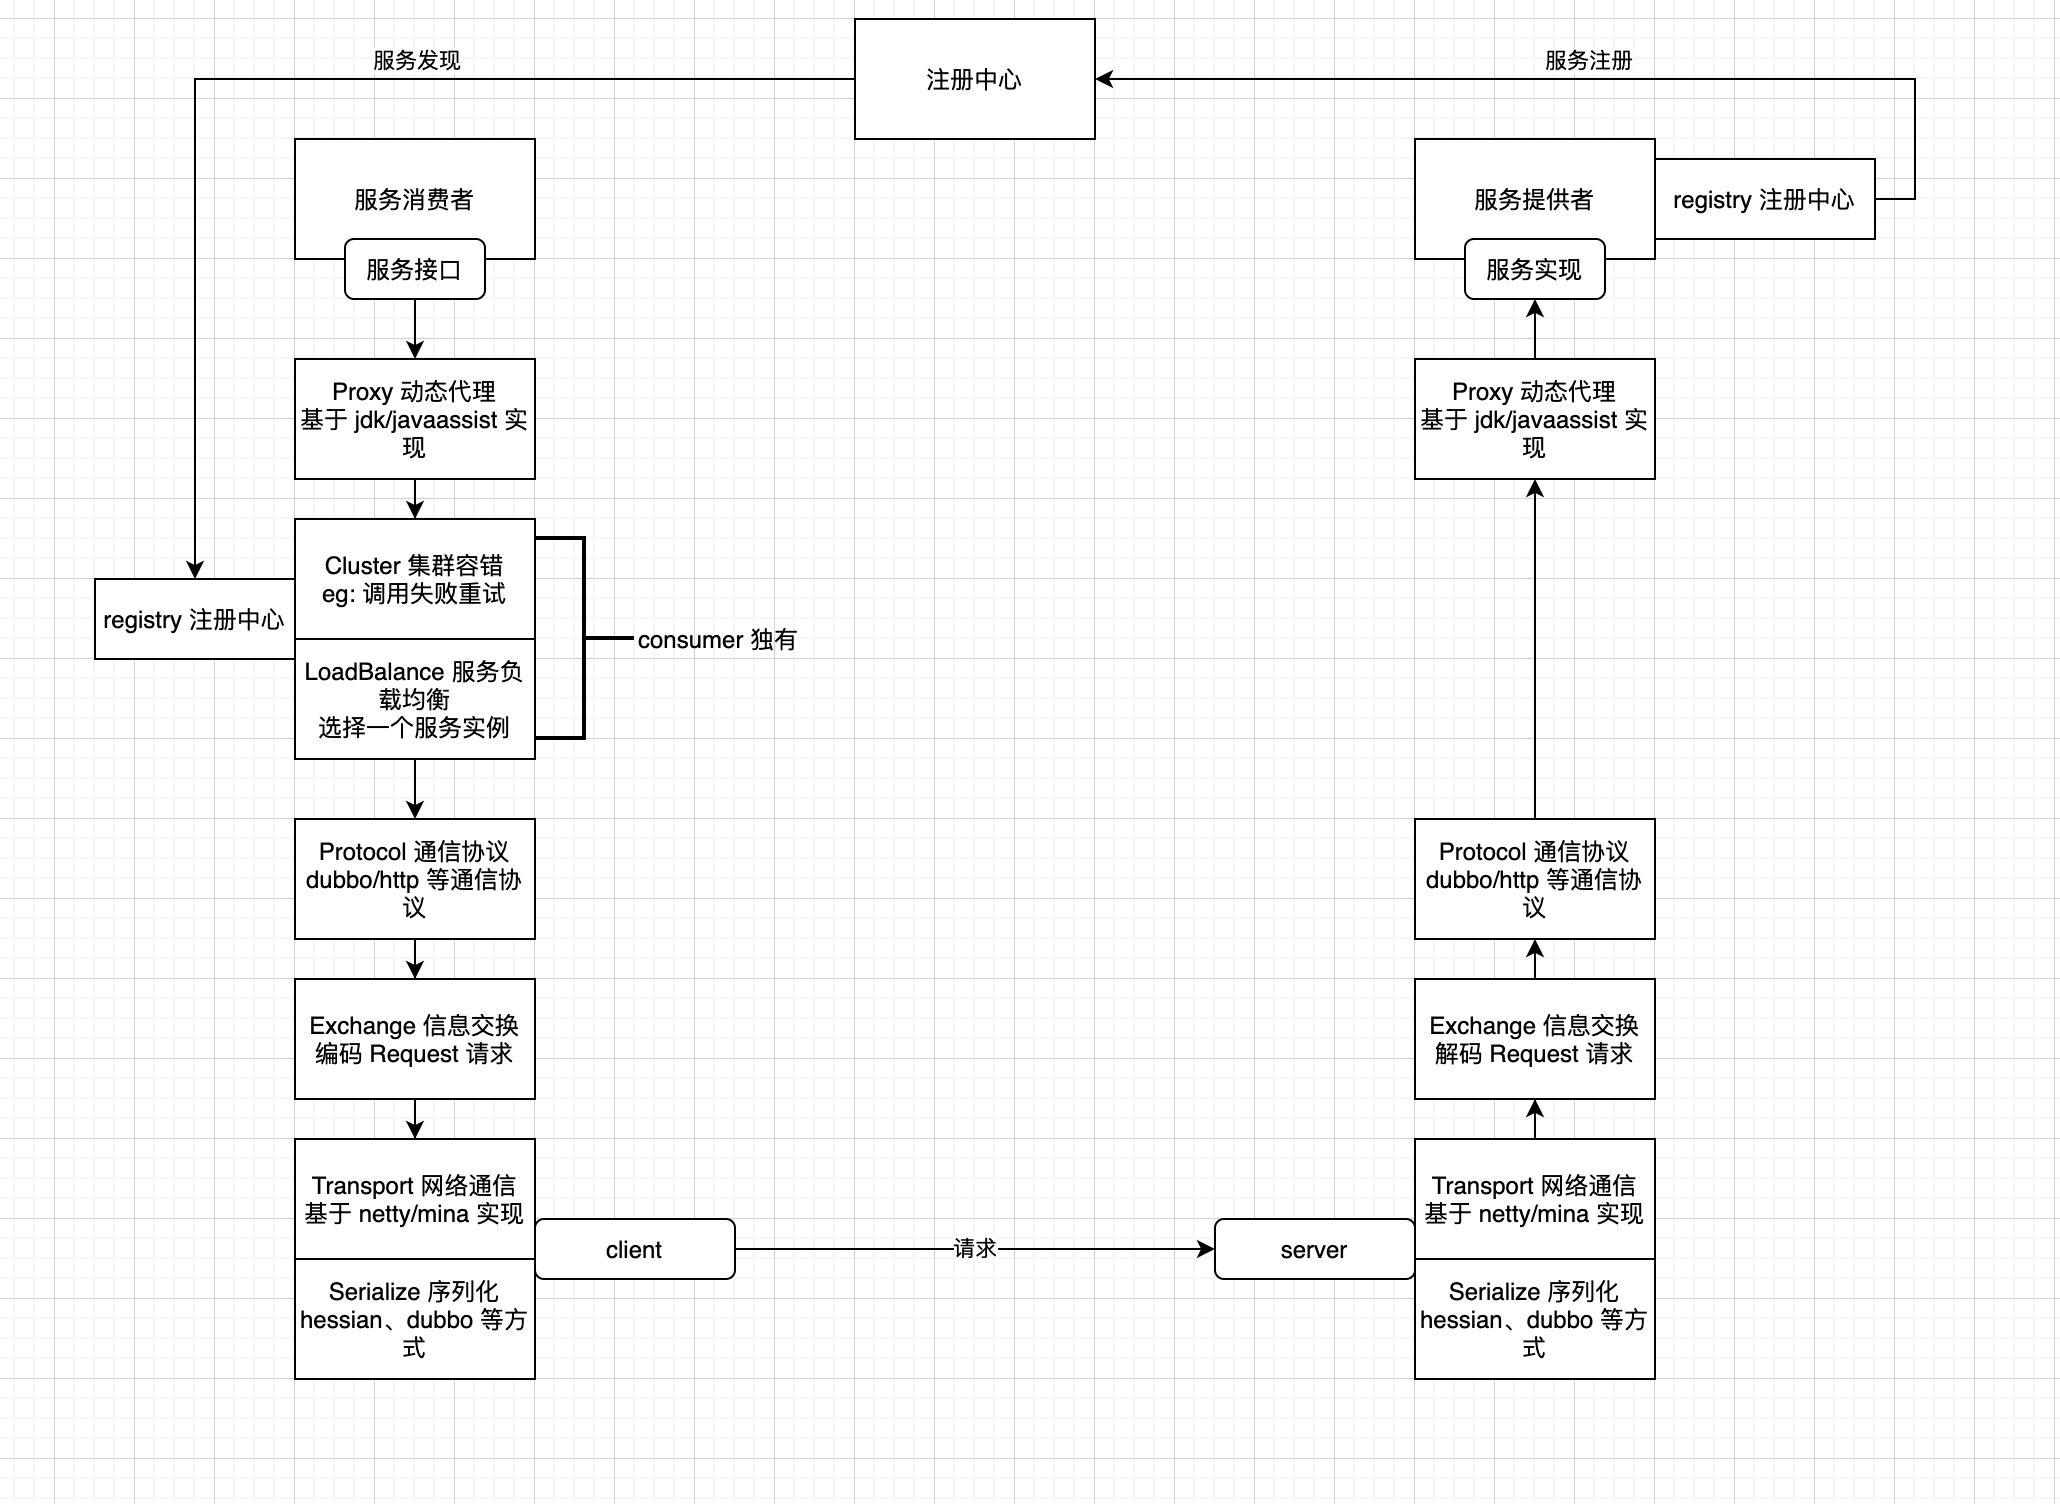 服务发现
注册中心
服务注册
服务消费者
服务接口
服务提供者
registry 注册中心
服务实现
Proxy 动态代理
基于 jdk/javaassist 实
现
Proxy 动态代理
基于 jdk/javaassist 实
现
Cluster 集群容错
eg: 调用失败重试
registry 注册中心
consumer 独有
LoadBalance 服务负
载均衡
选择一个服务实例
Protocol 通信协议
dubbo/http 等通信协
议
Protocol 通信协议
dubbo/http 等通信协
议
Exchange 信息交换
编码 Request 请求
Exchange 信息交换
解码 Request 请求
Transport 网络通信
基于 netty/mina 实现
client
请求
server
Transport 网络通信
基于 netty/mina 实现
Serialize 序列化
hessian、dubbo 等方
式
Serialize 序列化
hessian、dubbo 等方
式